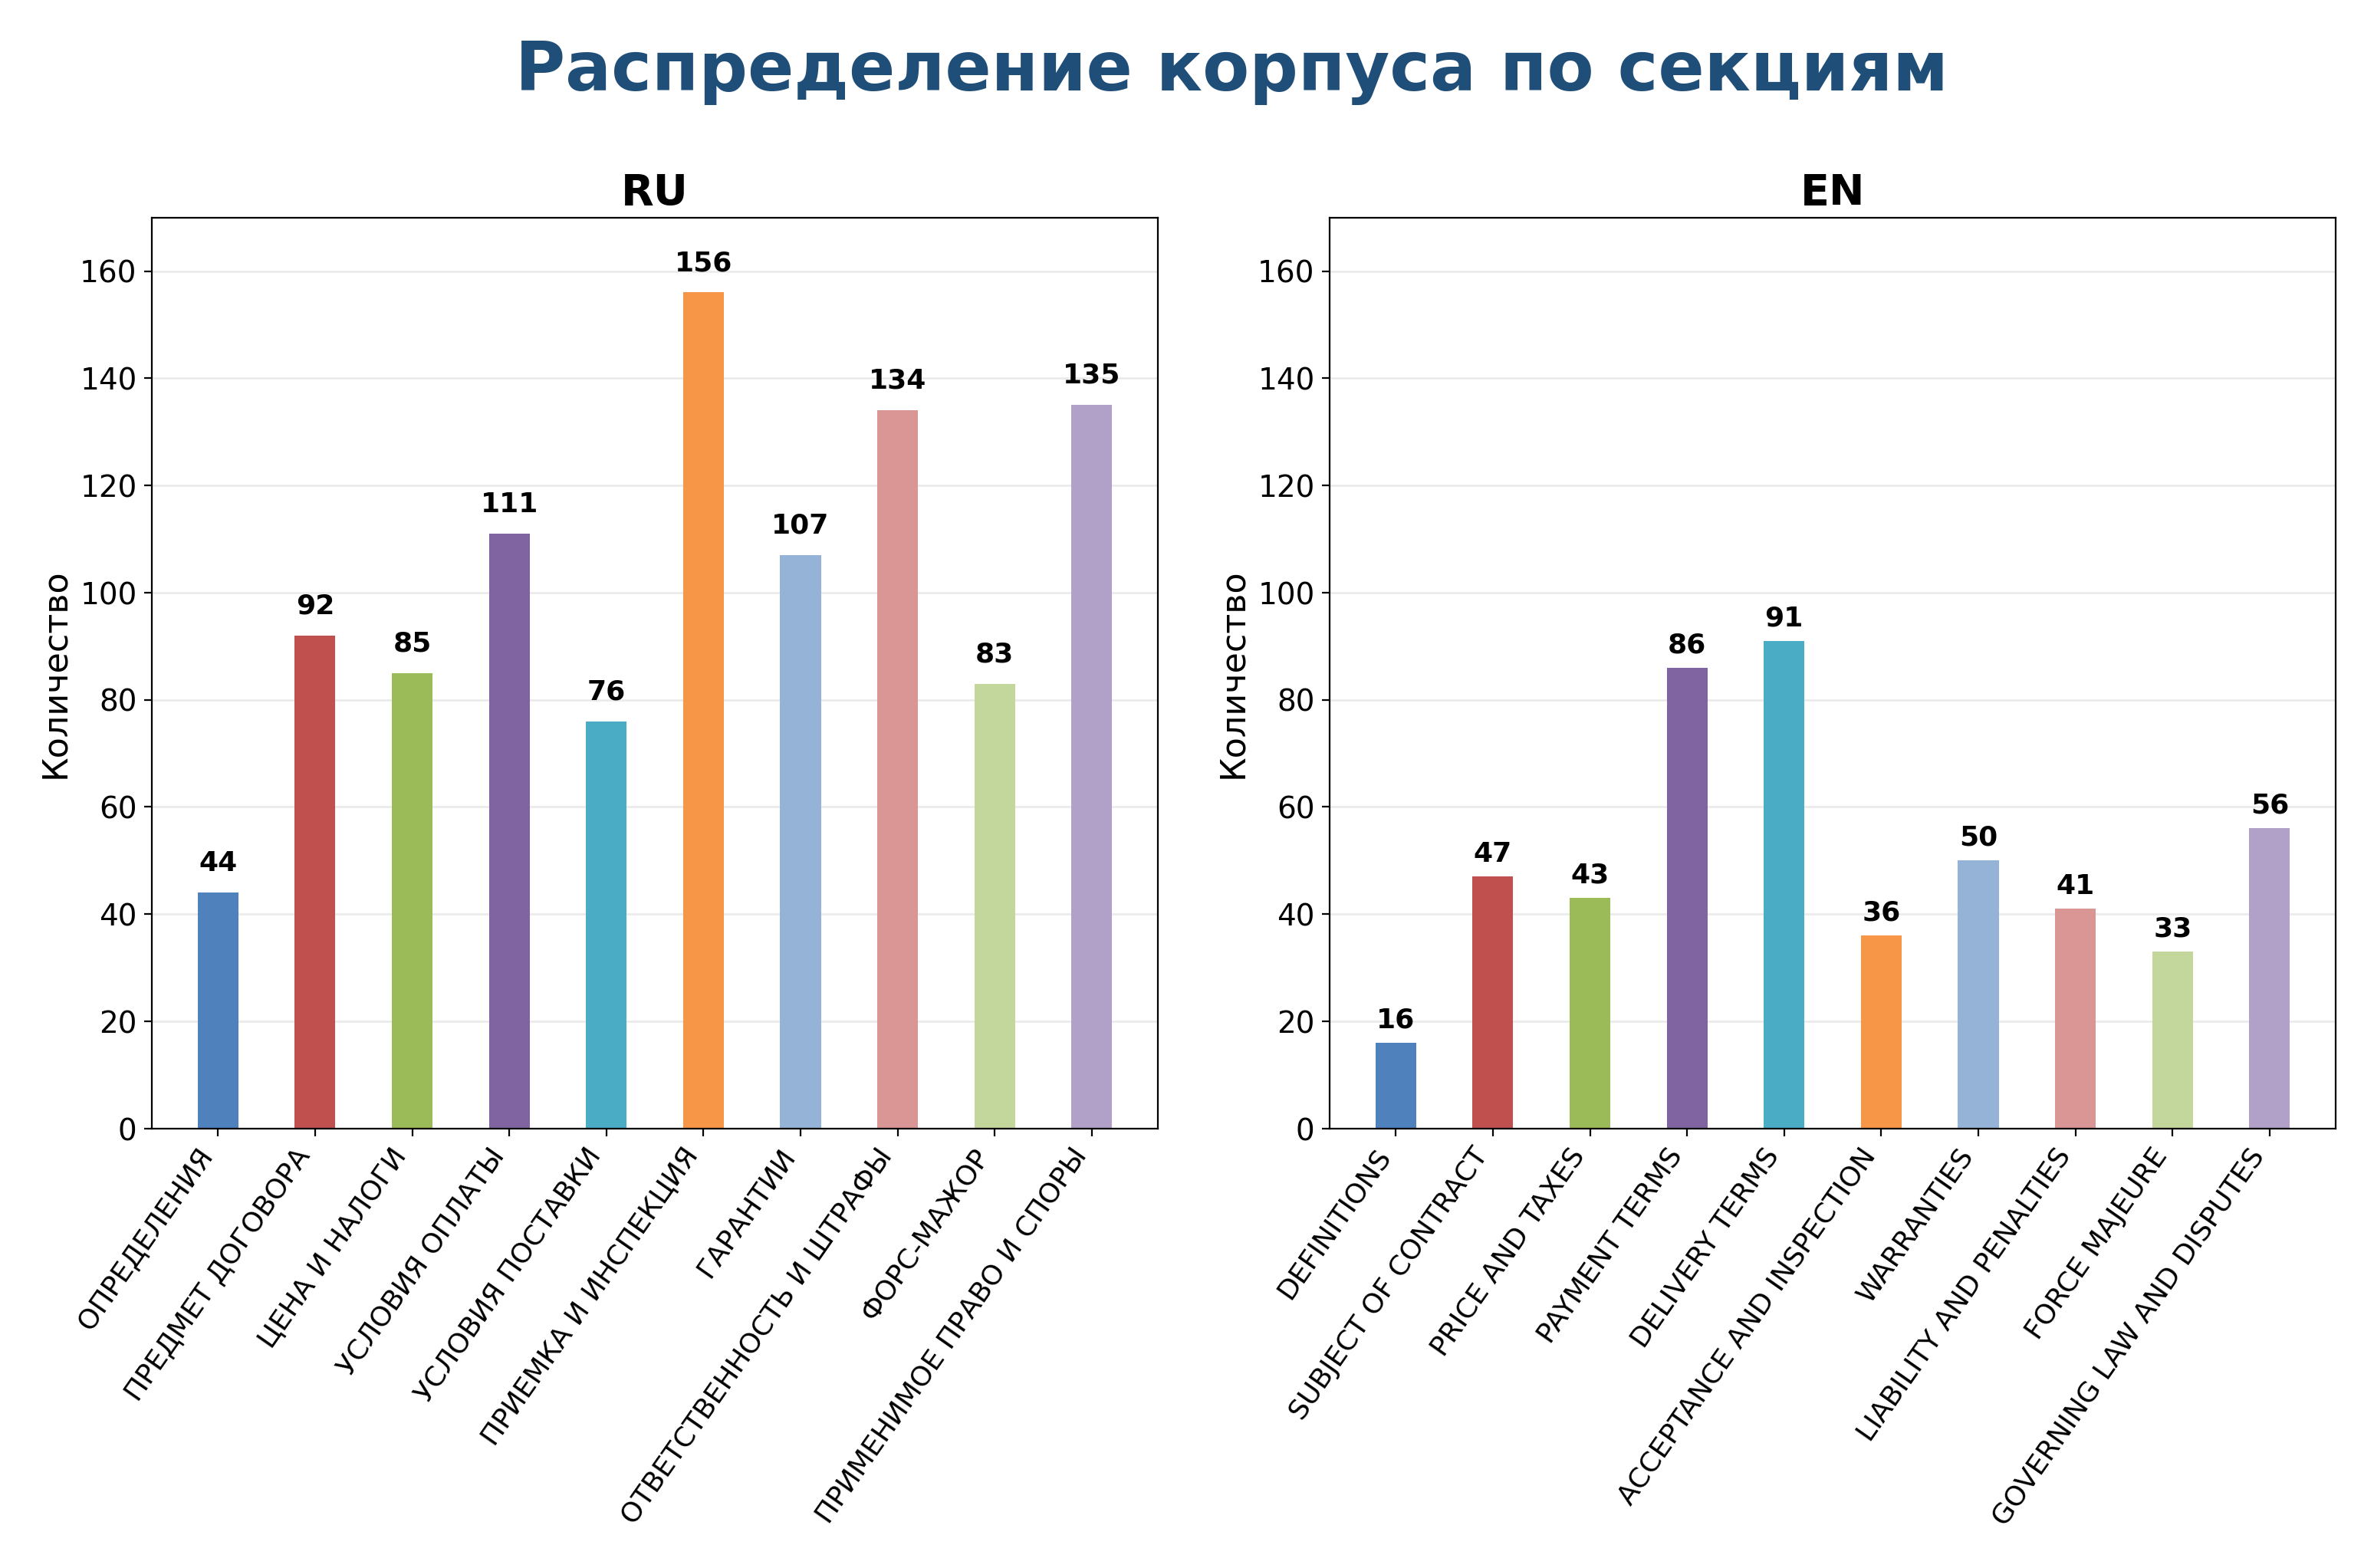 Распределение корпуса по секциям
RU
Количество
160
140
120
100
80
60
40
20
0
44
92
85
111
76
156
107
134
83
135
ОПРЕДЕЛЕНИЯ
ПРЕДМЕТ ДОГОВОРА
ЦЕНА И НАЛОГИ
УСЛОВИЯ ОПЛАТЫ
УСЛОВИЯ ПОСТАВКИ
ПРИЕМКА И ИНСПЕКЦИЯ
ГАРАНТИИ
ОТВЕТСТВЕННОСТЬ И ШТРАФЫ
ФОРС-МАЖОР
ПРИМЕНИМОЕ ПРАВО И СПОРЫ
EN
Количество
160
140
120
100
80
60
40
20
0
16
47
43
86
91
36
50
41
33
56
DEFINITIONS
SUBJECT OF CONTRACT
PRICE AND TAXES
PAYMENT TERMS
DELIVERY TERMS
ACCEPTANCE AND INSPECTION
WARRANTIES
LIABILITY AND PENALTIES
FORCE MAJEURE
GOVERNING LAW AND DISPUTES